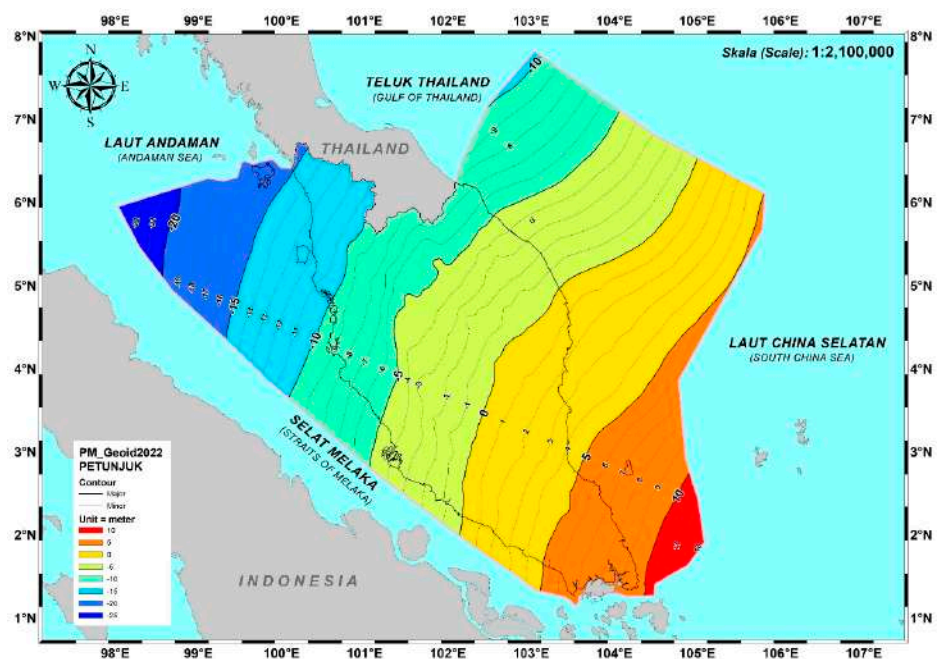 98°E 99°E 100°E 101°E 102°E 103°E 104°E 105°E 106°E 107°E
8°N
8°N
Skala (Scale): 1:2,100,000
N
W E
S
TELUK THAILAND
(GULF OF THAILAND)
-10
7°N
7°N
LAUT ANDAMAN
(ANDAMAN SEA)
THAILAND
6°N
6°N
-20
5°N
5°N
-15
-10
LAUT CHINA SELATAN
(SOUTH CHINA SEA)
4°N
4°N
-5
0
SELAT MELAKA
(STRAITS OF MELAKA)
3°N
3°N
5
10
PM_Geoid2022
PETUNJUK
Contour
Major
Minor
Unit = meter
10
5
0
-5
-10
-15
-20
-25
2°N
2°N
INDONESIA
1°N
1°N
98°E 99°E 100°E 101°E 102°E 103°E 104°E 105°E 106°E 107°E